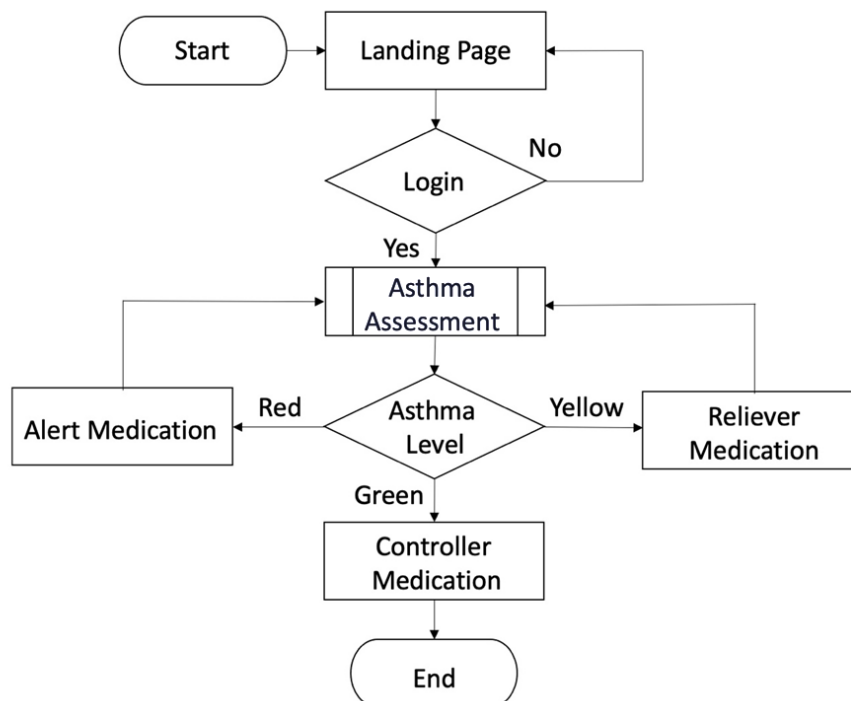 Start
Landing Page
No
Login
Yes
Asthma
Assessment
Red
Asthma
Level
Yellow
Alert Medication
Reliever
Medication
Green
Controller
Medication
End